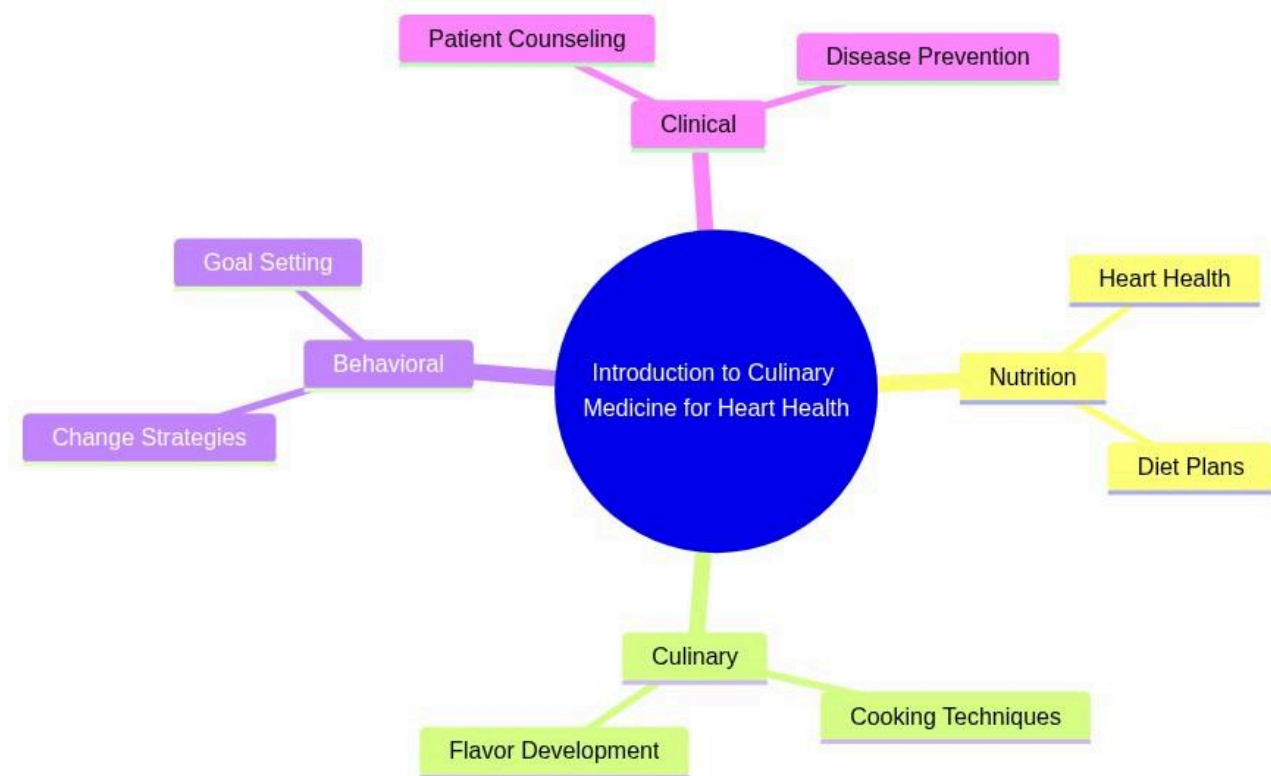 Patient Counseling
Disease Prevention
Clinical
Goal Setting
Heart Health
Behavioral
Introduction to Culinary
Medicine for Heart Health
Nutrition
Change Strategies
Diet Plans
Culinary
Cooking Techniques
Flavor Development